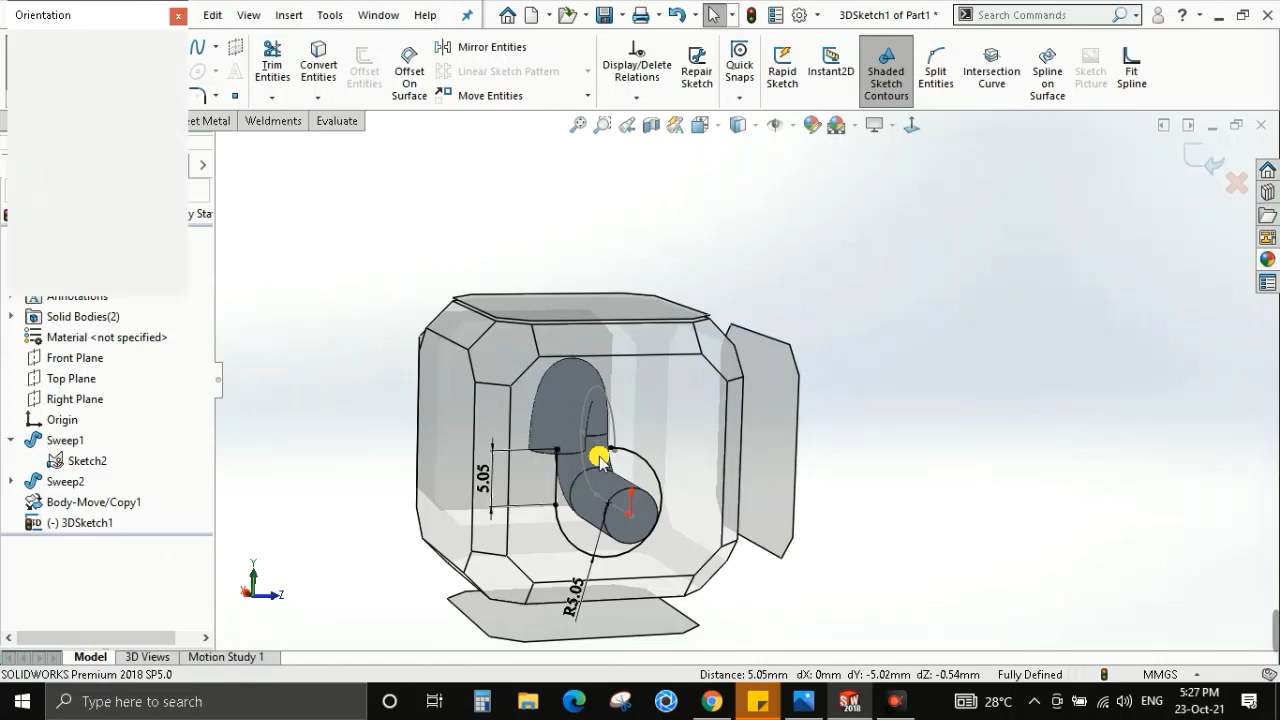 Orientation
Edit View Insert Tools Window Help
3DSketch1 of Part1 *
Search Commands
Trim Entities
Convert Entities
Offset Entities
Offset On Surface
Mirror Entities
Linear Sketch Pattern
Move Entities
Display/Delete Relations
Repair Sketch
Quick Snaps
Rapid Sketch
Instant2D
Shaded Sketch Contours
Split Entities
Intersection Curve
Spline on Surface
Sketch Picture
Fit Spline
eet Metal Weldments Evaluate
y Sta
Annotations
Solid Bodies(2)
Material <not specified>
Front Plane
Top Plane
Right Plane
Origin
Sweep1
Sketch2
Sweep2
Body-Move/Copy1
3D (-) 3DSketch1
5.05
R5.05
Y
X
Z
Model 3D Views Motion Study 1
SOLIDWORKS Premium 2018 SP5.0
Distance: 5.05mm dX: 0mm dY: -5.02mm dZ: -0.54mm Fully Defined MMGS
Type here to search
SW 2018
28°C
ENG
5:27 PM
23-Oct-21